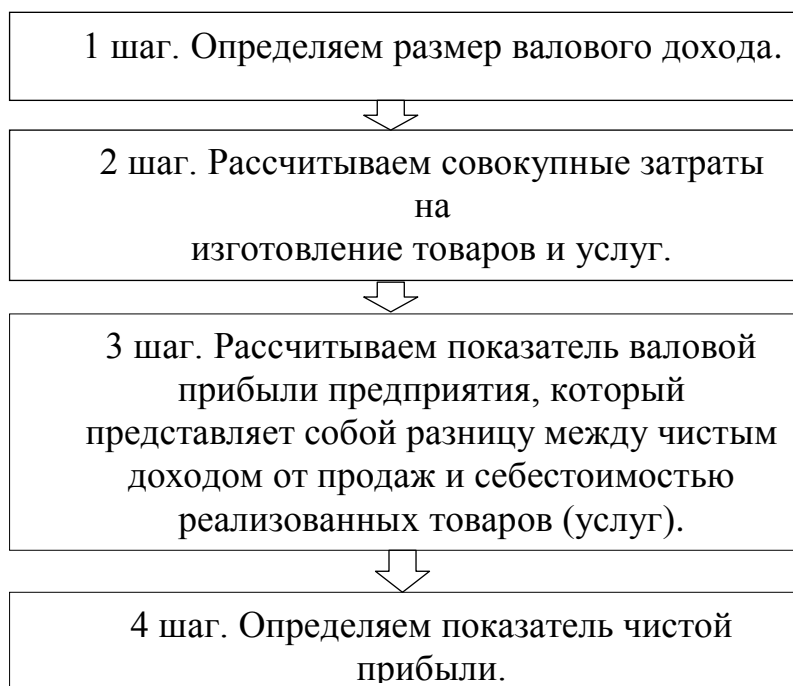 1 шаг. Определяем размер валового дохода.
2 шаг. Рассчитываем совокупные затраты
на
изготовление товаров и услуг.
3 шаг. Рассчитываем показатель валовой
прибыли предприятия, который
представляет собой разницу между чистым
доходом от продаж и себестоимостью
реализованных товаров (услуг).
4 шаг. Определяем показатель чистой
прибыли.